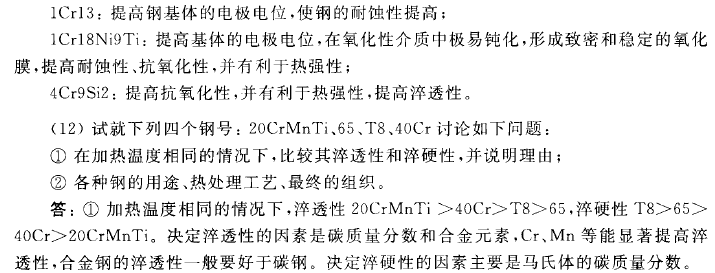 1Cr13：提高钢基体的电极电位,使钢的耐蚀性提高；
1Cr18Ni9Ti：提高基体的电极电位,在氧化性介质中极易钝化,形成致密和稳定的氧化
膜,提高耐蚀性、抗氧化性,并有利于热强性；
4Cr9Si2：提高抗氧化性,并有利于热强性,提高淬透性。
(12) 试就下列四个钢号：20CrMnTi、65、T8、40Cr 讨论如下问题：
① 在加热温度相同的情况下,比较其淬透性和淬硬性,并说明理由；
② 各种钢的用途、热处理工艺、最终的组织。
答：① 加热温度相同的情况下,淬透性 20CrMnTi＞40Cr＞T8＞65,淬硬性 T8＞65＞
40Cr＞20CrMnTi。决定淬透性的因素是碳质量分数和合金元素,Cr、Mn 等能显著提高淬
透性,合金钢的淬透性一般要好于碳钢。决定淬硬性的因素主要是马氏体的碳质量分数。